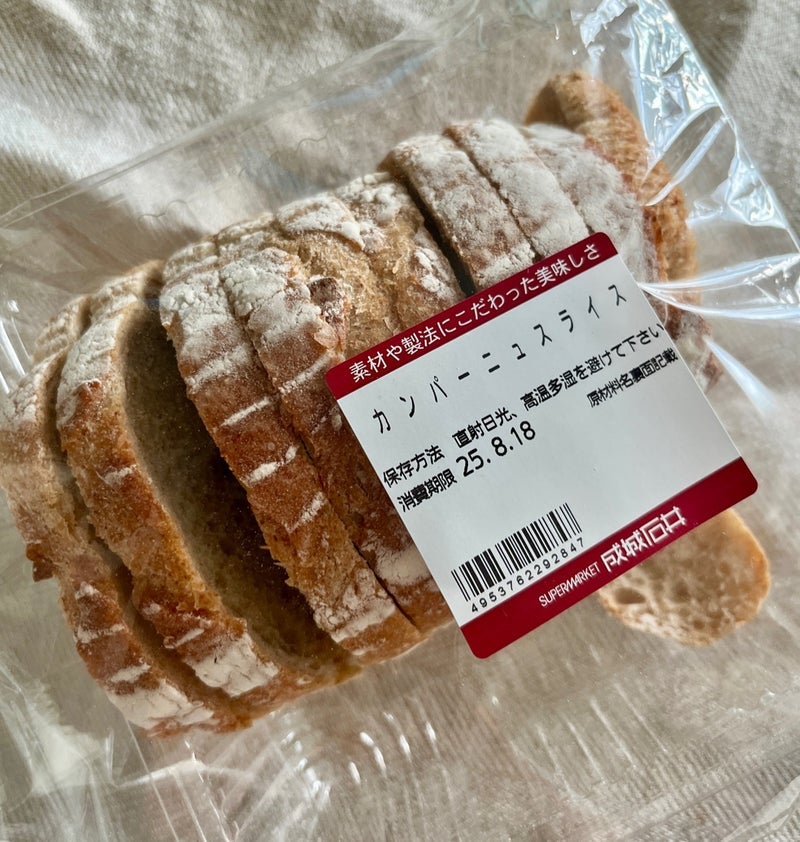 素材や製法にこだわった美味しさ
カンパーニュスライス
保存方法 直射日光、高温多湿を避けて下さい
消費期限 25.8.18
原材料名裏面記載
4953762292847
SUPERMARKET 成城石井